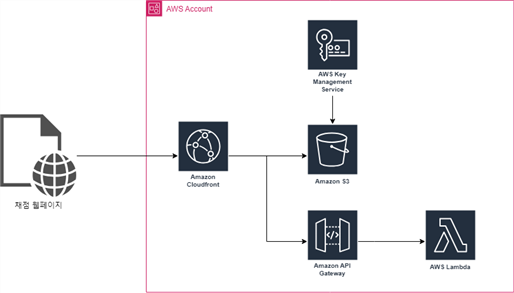 AWS Account
AWS Key
Management
Service
Amazon
Cloudfront
Amazon S3
채점 웹페이지
Amazon API
Gateway
AWS Lambda